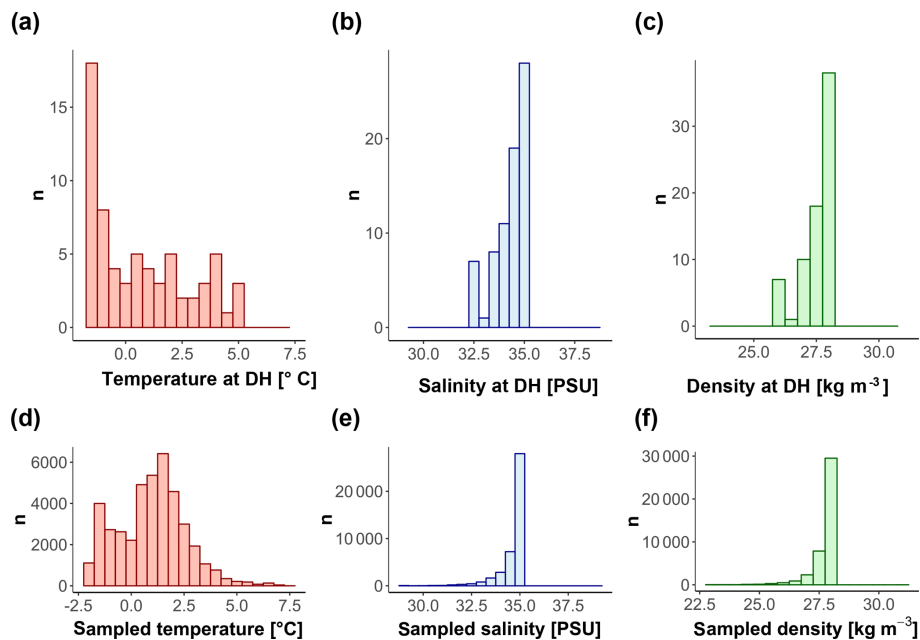 (a)
(b)
(c)
n
15
10
5
0
0.0 2.5 5.0 7.5
Temperature at DH [° C]
n
20
10
0
30.0 32.5 35.0 37.5
Salinity at DH [PSU]
n
30
20
10
0
25.0 27.5 30.0
Density at DH [kg m⁻³]
(d)
(e)
(f)
n
6000
4000
2000
0
-2.5 0.0 2.5 5.0 7.5
Sampled temperature [°C]
n
20 000
10 000
0
30.0 32.5 35.0 37.5
Sampled salinity [PSU]
n
30 000
20 000
10 000
0
22.5 25.0 27.5 30.0
Sampled density [kg m⁻³]